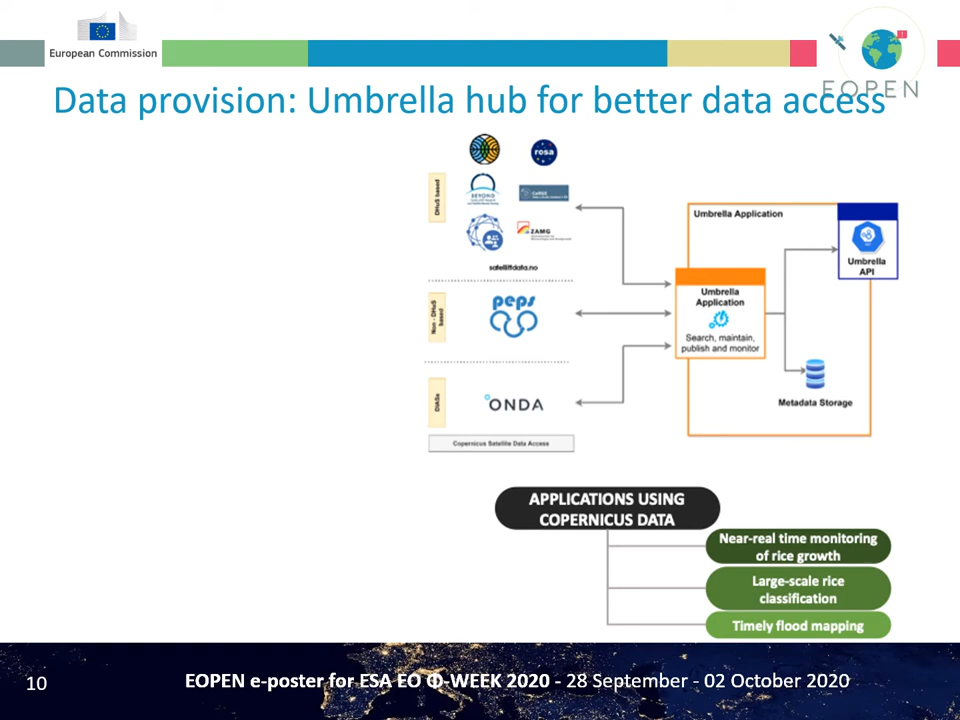 European Commission
EOPEN
Data provision: Umbrella hub for better data access
DHuS based
rosa
BEYOND
ZAMG
satellittdata.no
Non - DHuS
based
peps
DIASs
ONDA
Copernicus Satellite Data Access
Umbrella Application
Umbrella
Application
Search, maintain,
publish and monitor
Umbrella
API
Metadata Storage
APPLICATIONS USING
COPERNICUS DATA
Near-real time monitoring
of rice growth
Large-scale rice
classification
Timely flood mapping
10
EOPEN e-poster for ESA EO Φ-WEEK 2020 - 28 September - 02 October 2020